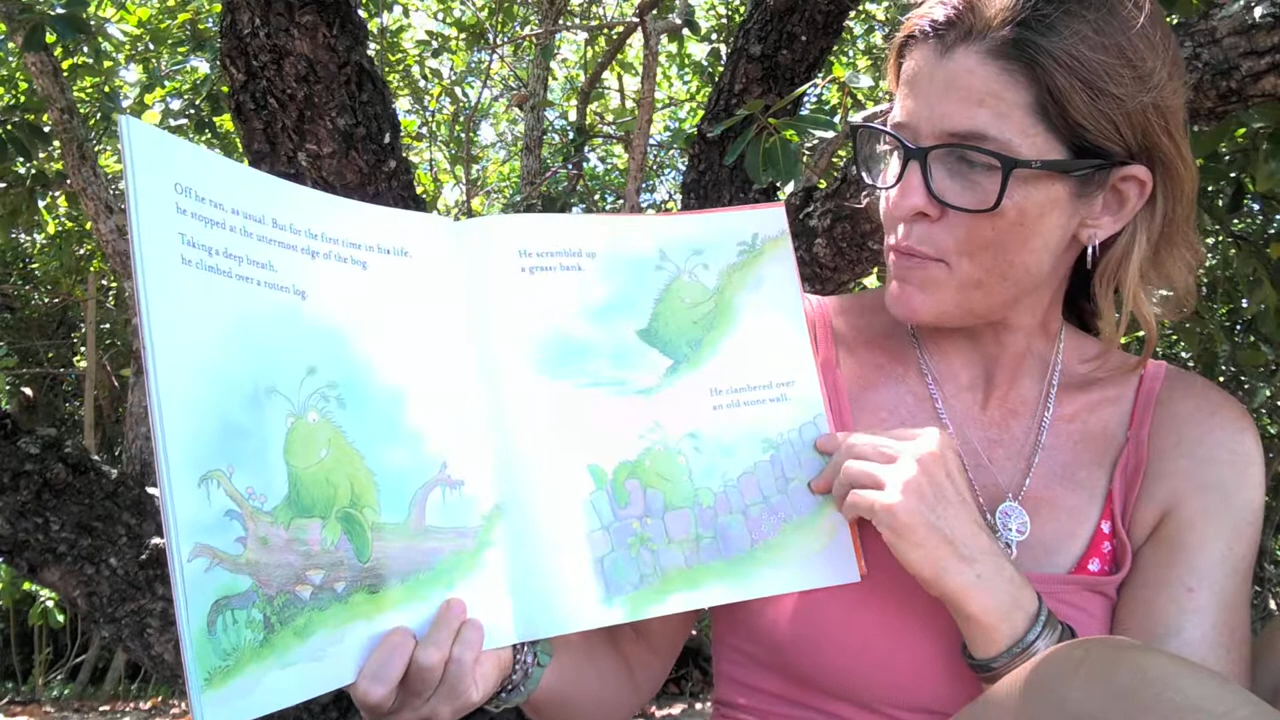 Off he ran, as usual. But for the first time in his life,
he stopped at the uttermost edge of the bog.
Taking a deep breath,
he climbed over a rotten log.
He scrambled up
a grassy bank.
He clambered over
an old stone wall.